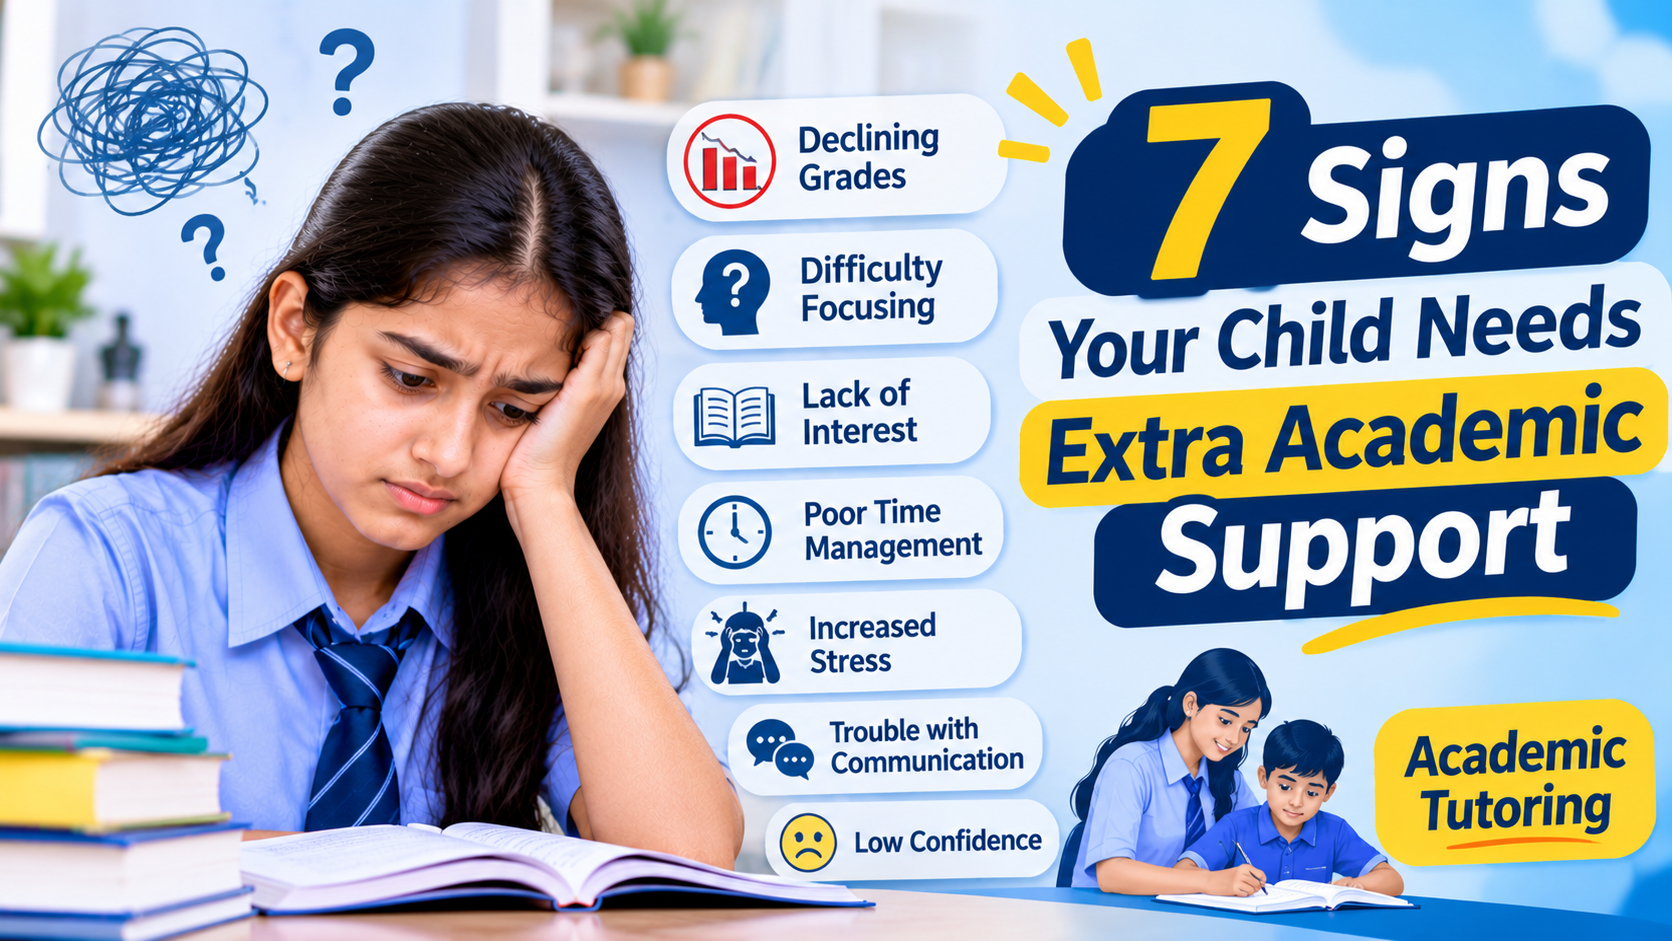 7 Signs
Your Child Needs
Extra Academic
Support
Declining
Grades
Difficulty
Focusing
Lack of
Interest
Poor Time
Management
Increased
Stress
Trouble with
Communication
Low Confidence
Academic
Tutoring
?
?
?